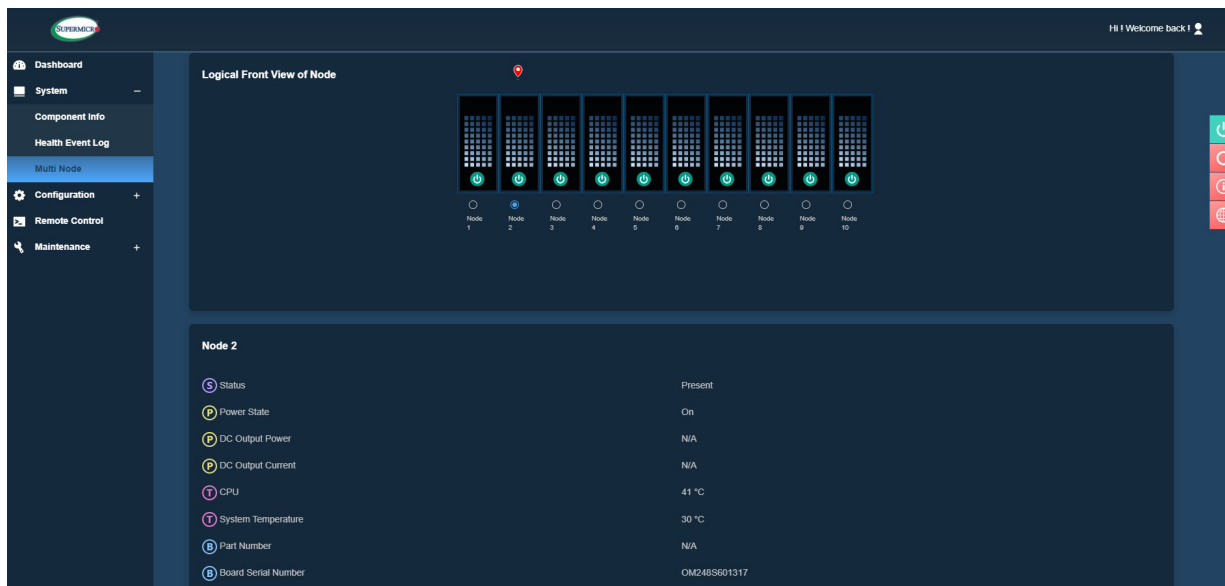 SUPERMICR
Hi ! Welcome back !
Dashboard
System −
Component Info
Health Event Log
Multi Node
Configuration +
Remote Control
Maintenance +
Logical Front View of Node
Node 1
Node 2
Node 3
Node 4
Node 5
Node 6
Node 7
Node 8
Node 9
Node 10
Node 2
S Status Present
P Power State On
P DC Output Power N/A
P DC Output Current N/A
T CPU 41 °C
T System Temperature 30 °C
B Part Number N/A
B Board Serial Number OM248S601317